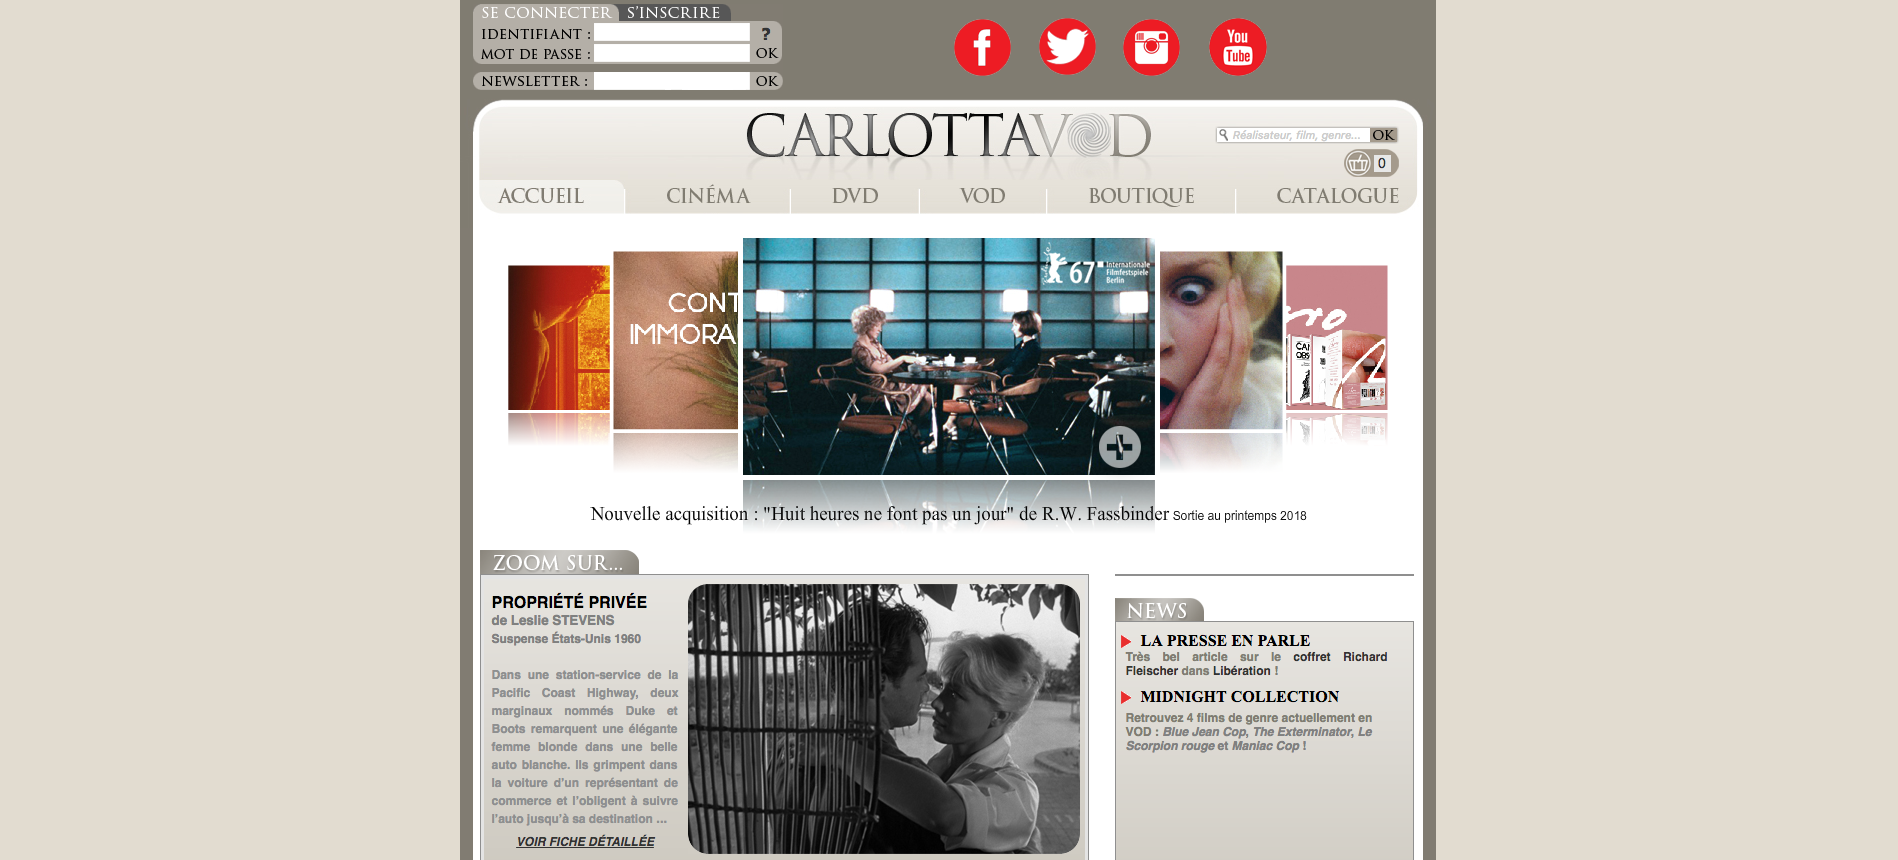 SE CONNECTER S'INSCRIRE
IDENTIFIANT : ?
MOT DE PASSE : OK
NEWSLETTER : OK
f
You
Tube
CARLOTTAVOD
Réalisateur, film, genre... OK
0
ACCUEIL CINÉMA DVD VOD BOUTIQUE CATALOGUE
67 Internationale
Filmfestspiele
Berlin
CONT
IMMORA
Nouvelle acquisition : "Huit heures ne font pas un jour" de R.W. Fassbinder Sortie au printemps 2018
ZOOM SUR...
PROPRIÉTÉ PRIVÉE
de Leslie STEVENS
Suspense États-Unis 1960
Dans une station-service de la
Pacific Coast Highway, deux
marginaux nommés Duke et
Boots remarquent une élégante
femme blonde dans une belle
auto blanche. Ils grimpent dans
la voiture d'un représentant de
commerce et l'obligent à suivre
l'auto jusqu'à sa destination ...
VOIR FICHE DÉTAILLÉE
NEWS
LA PRESSE EN PARLE
Très bel article sur le coffret Richard
Fleischer dans Libération !
MIDNIGHT COLLECTION
Retrouvez 4 films de genre actuellement en
VOD : Blue Jean Cop, The Exterminator, Le
Scorpion rouge et Maniac Cop !